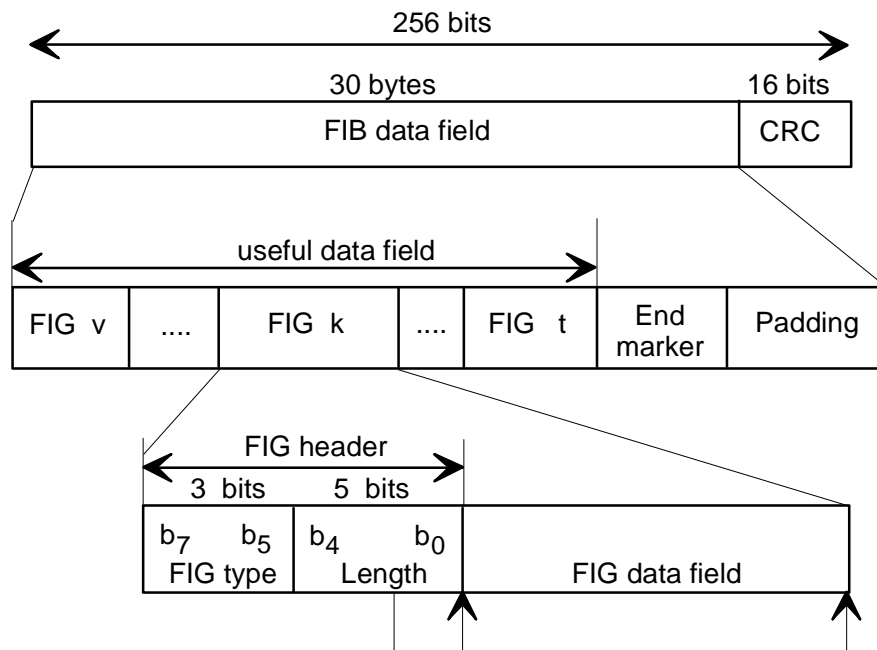 256 bits
30 bytes 16 bits
FIB data field CRC
useful data field
FIG v .... FIG k .... FIG t End marker Padding
FIG header
3 bits 5 bits
b7 b5 b4 b0
FIG type Length FIG data field